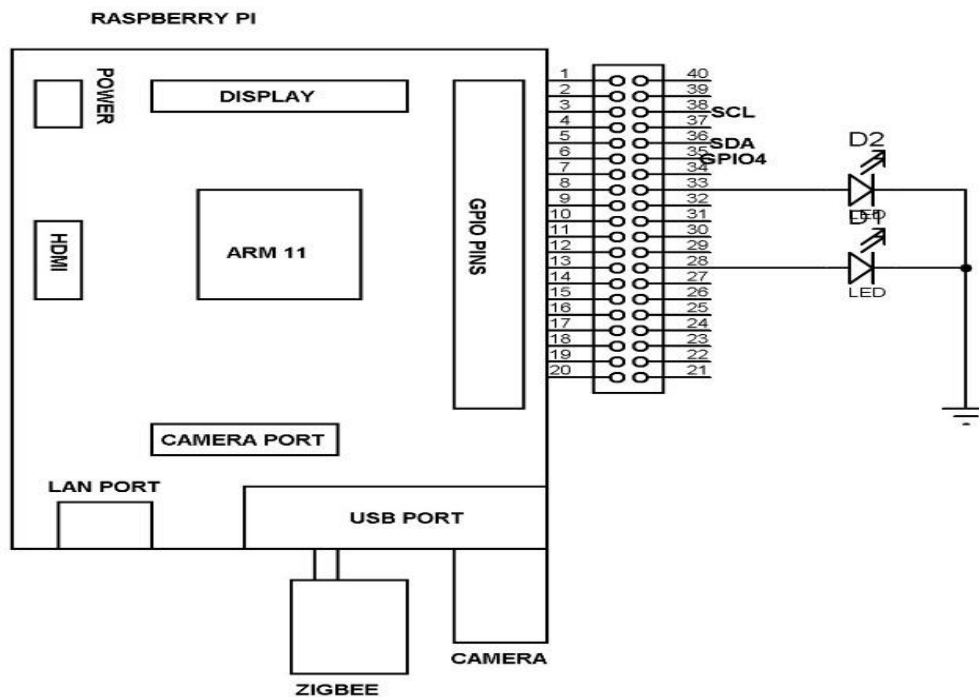 RASPBERRY PI
POWER
DISPLAY
HDMI
ARM 11
GPIO PINS
1 40
2 39
3 38 SCL
4 37
5 36 SDA
6 35 GPIO4
7 34
8 33
9 32
10 31
11 30
12 29
13 28
14 27
15 26
16 25
17 24
18 23
19 22
20 21
D2
LED
D1
LED
CAMERA PORT
LAN PORT
USB PORT
CAMERA
ZIGBEE